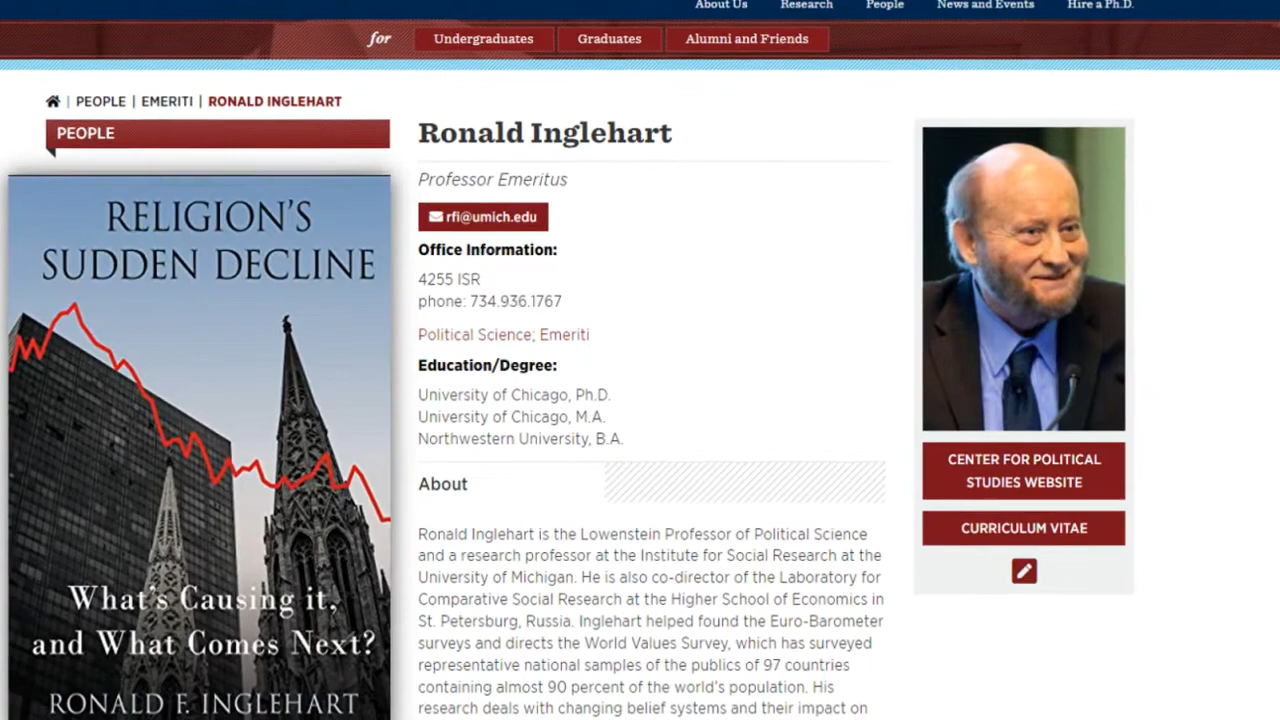 About Us
Research
People
News and Events
Hire a Ph.D.
for
Undergraduates
Graduates
Alumni and Friends
| PEOPLE | EMERITI | RONALD INGLEHART
PEOPLE
RELIGION'S
SUDDEN DECLINE
What's Causing it,
and What Comes Next?
RONALD F. INGLEHART
Ronald Inglehart
Professor Emeritus
rfi@umich.edu
Office Information:
4255 ISR
phone: 734.936.1767
Political Science; Emeriti
Education/Degree:
University of Chicago, Ph.D.
University of Chicago, M.A.
Northwestern University, B.A.
About
Ronald Inglehart is the Lowenstein Professor of Political Science
and a research professor at the Institute for Social Research at the
University of Michigan. He is also co-director of the Laboratory for
Comparative Social Research at the Higher School of Economics in
St. Petersburg, Russia. Inglehart helped found the Euro-Barometer
surveys and directs the World Values Survey, which has surveyed
representative national samples of the publics of 97 countries
containing almost 90 percent of the world's population. His
research deals with changing belief systems and their impact on
CENTER FOR POLITICAL
STUDIES WEBSITE
CURRICULUM VITAE